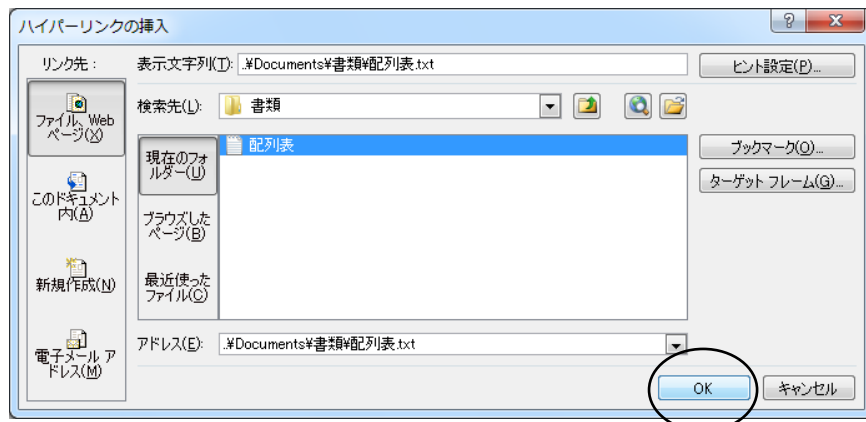 ハイパーリンクの挿入
リンク先：
表示文字列(T): .¥Documents¥書類¥配列表.txt
ヒント設定(P)...
ファイル、Web
ページ(X)
検索先(L): 書類
現在のフォ
ルダー(U)
配列表
ブックマーク(O)...
ターゲット フレーム(G)...
このドキュメント
内(A)
ブラウズした
ページ(B)
新規作成(N)
最近使った
ファイル(C)
電子メール ア
ドレス(M)
アドレス(E): .¥Documents¥書類¥配列表.txt
OK
キャンセル